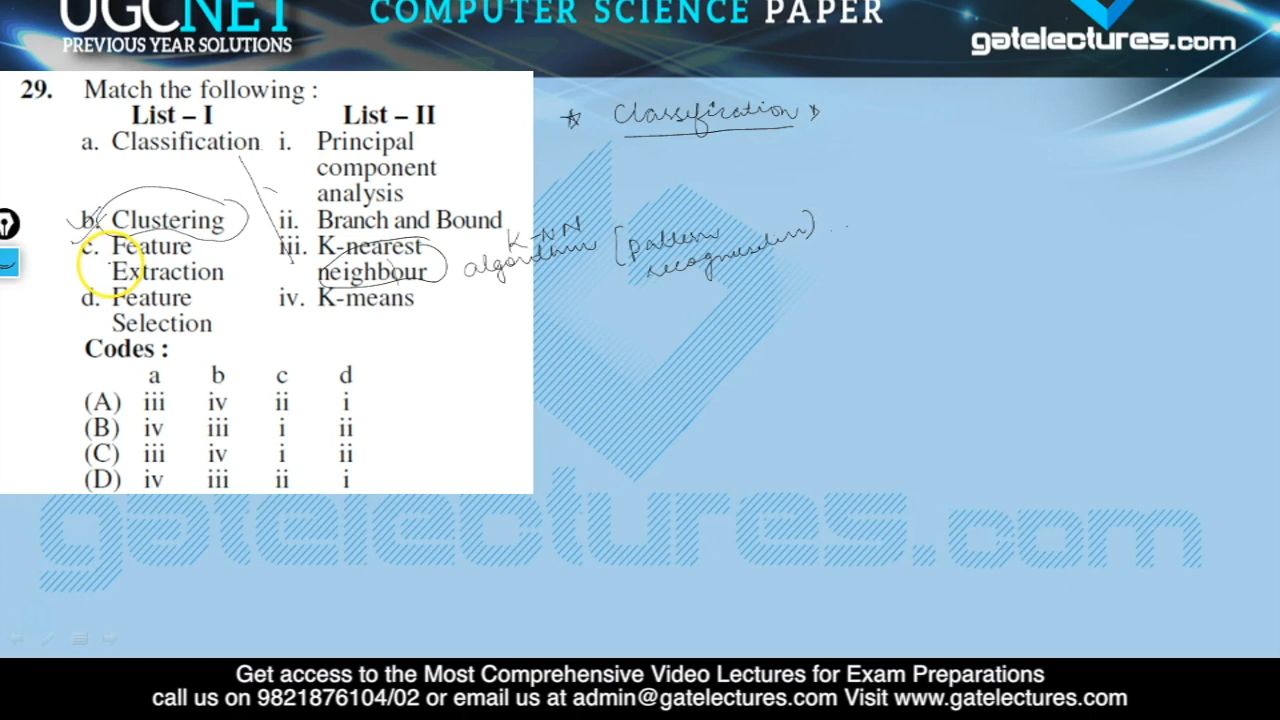 UGCNET
PREVIOUS YEAR SOLUTIONS
COMPUTER SCIENCE PAPER
gatelectures.com
29. Match the following :
List – I List – II
a. Classification i. Principal
component
analysis
b. Clustering ii. Branch and Bound
c. Feature iii. K-nearest
Extraction neighbour
d. Feature iv. K-means
Selection
Codes :
a b c d
(A) iii iv ii i
(B) iv iii i ii
(C) iii iv i ii
(D) iv iii ii i
Classification
K-NN
algorithm [pattern
gatelectures.com
Get access to the Most Comprehensive Video Lectures for Exam Preparations
call us on 9821876104/02 or email us at admin@gatelectures.com Visit www.gatelectures.com